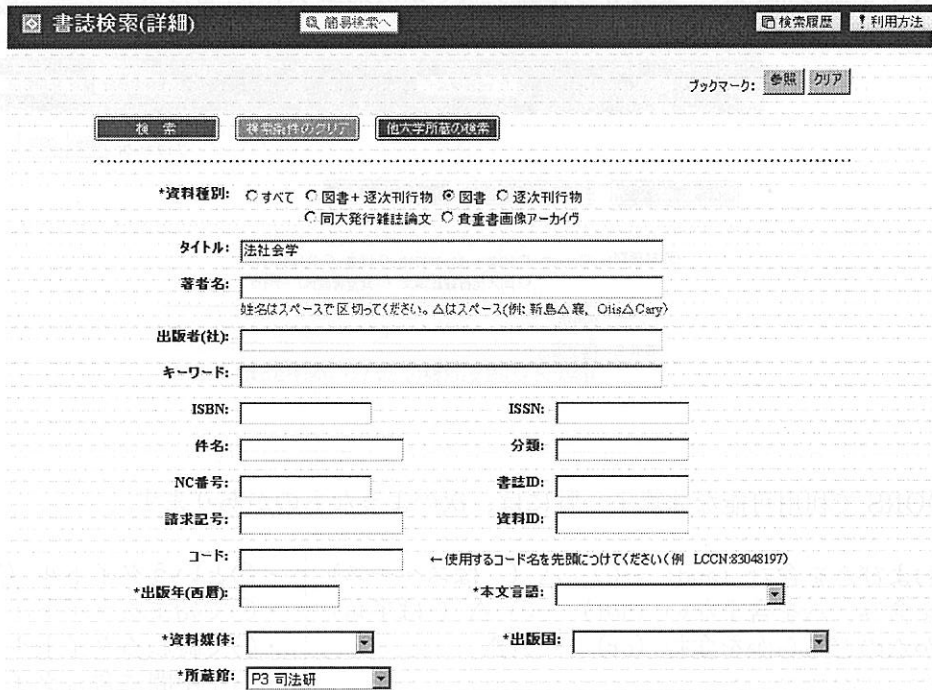 書誌検索(詳細) 簡易検索へ 検索履歴 !利用方法
ブックマーク: 参照 クリア
検 索 検索条件のクリア 他大学所蔵の検索
*資料種別: すべて 図書+逐次刊行物 図書 逐次刊行物
同大発行雑誌論文 貴重書画像アーカイヴ
タイトル: 法社会学
著者名:
姓名はスペースで区切ってください。△はスペース(例: 新島△襄, Otis△Cary)
出版者(社):
キーワード:
ISBN: ISSN:
件名: 分類:
NC番号: 書誌ID:
請求記号: 資料ID:
コード: ←使用するコード名を先頭につけてください(例 LCCN:83048197)
*出版年(西暦): *本文言語:
*資料媒体: *出版国:
*所蔵館: P3 司法研